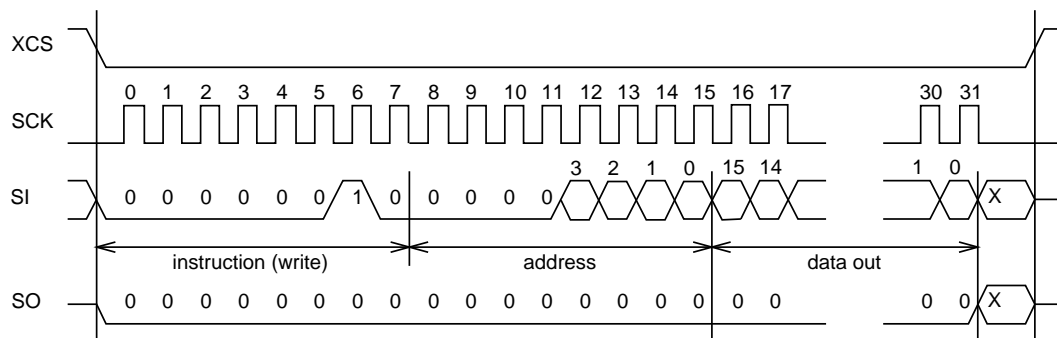 XCS
0 1 2 3 4 5 6 7 8 9 10 11 12 13 14 15 16 17 30 31
SCK
3 2 1 0 15 14 1 0
SI 0 0 0 0 0 0 1 0 0 0 0 0 X
instruction (write) address data out
SO 0 0 0 0 0 0 0 0 0 0 0 0 0 0 0 0 0 0 0 0 X